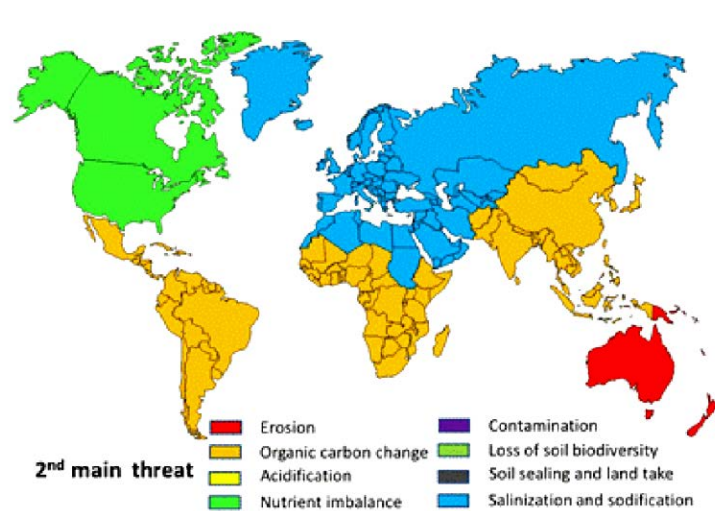 Erosion
Contamination
Organic carbon change
Loss of soil biodiversity
2nd main threat
Acidification
Soil sealing and land take
Nutrient imbalance
Salinization and sodification